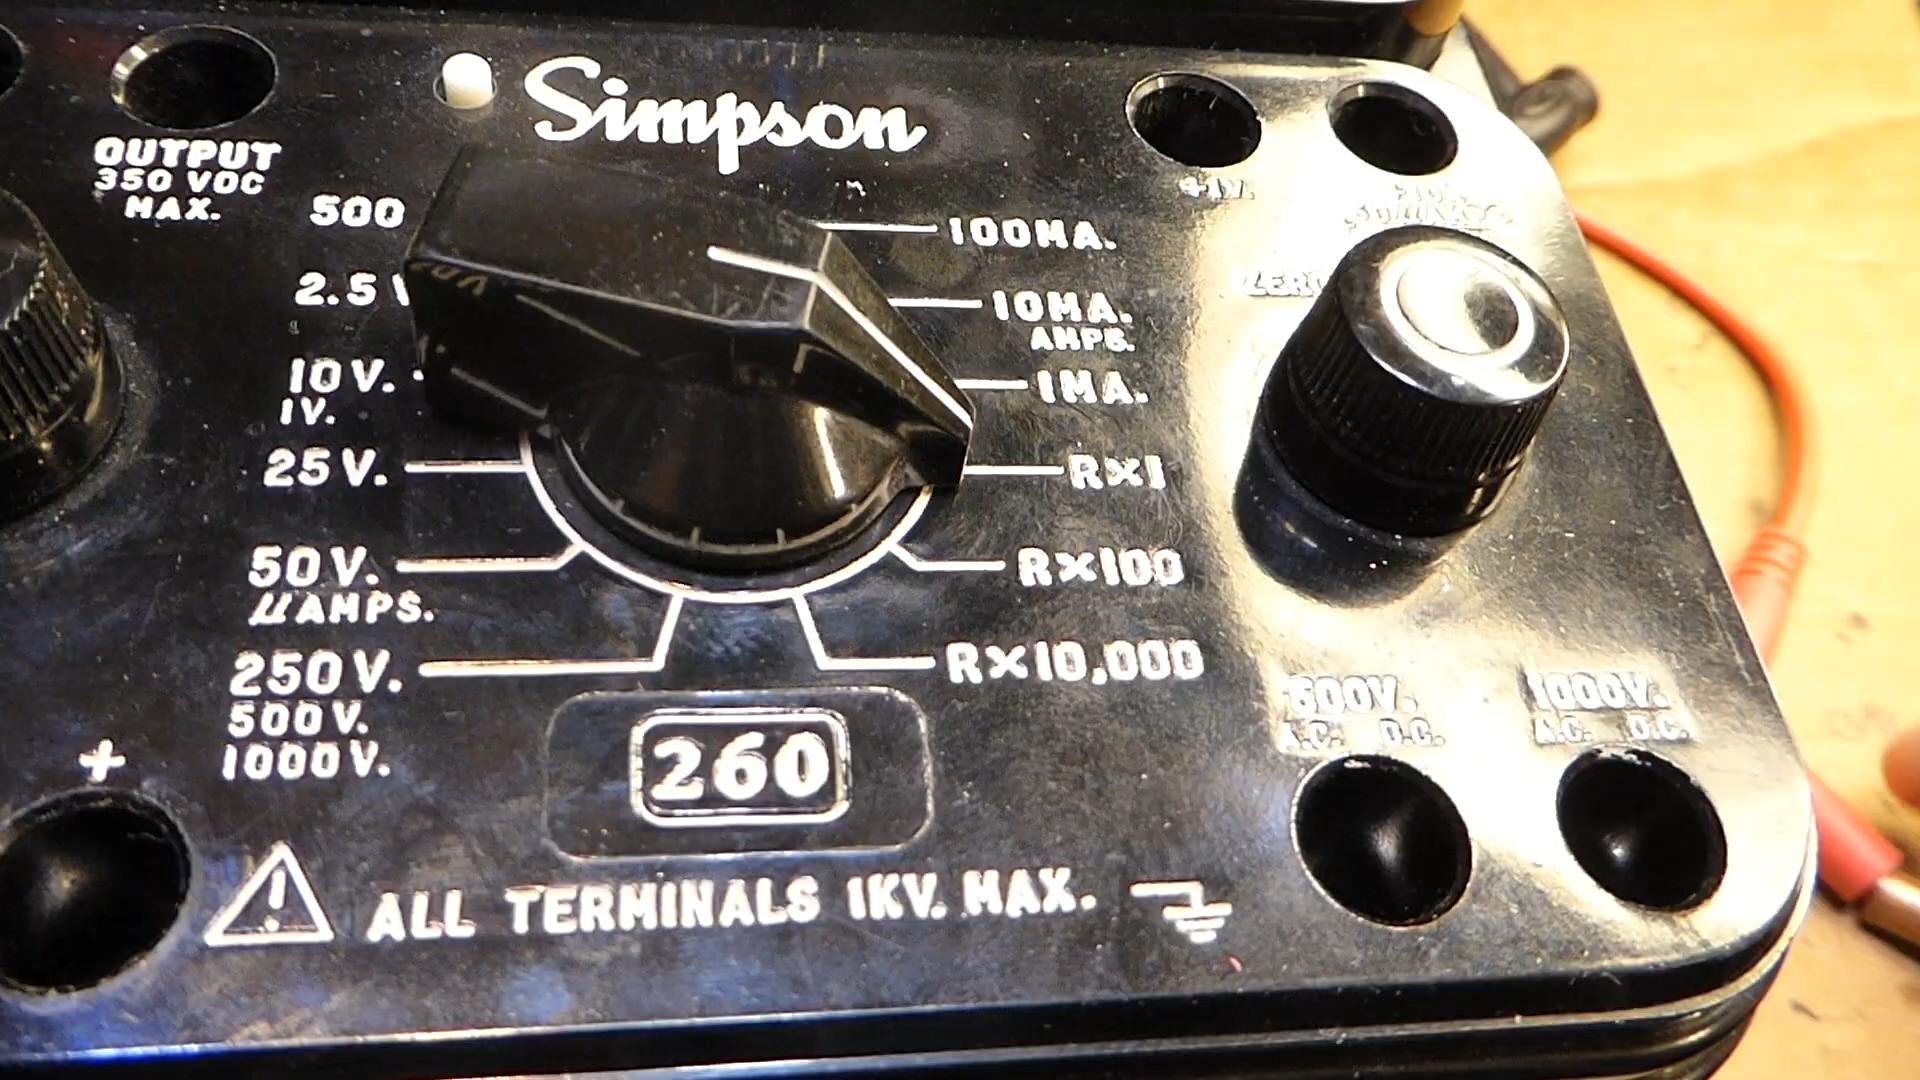 Simpson
OUTPUT
350 VDC
MAX.
+1V.
500
100MA.
2.5 V
10MA.
AMPS.
10 V.
1V.
1MA.
25 V.
R×1
50 V.
µAMPS.
R×100
250 V.
500 V.
1000 V.
R×10,000
500V.
A.C. D.C.
1000V.
A.C. D.C.
+
260
ALL TERMINALS 1KV. MAX.